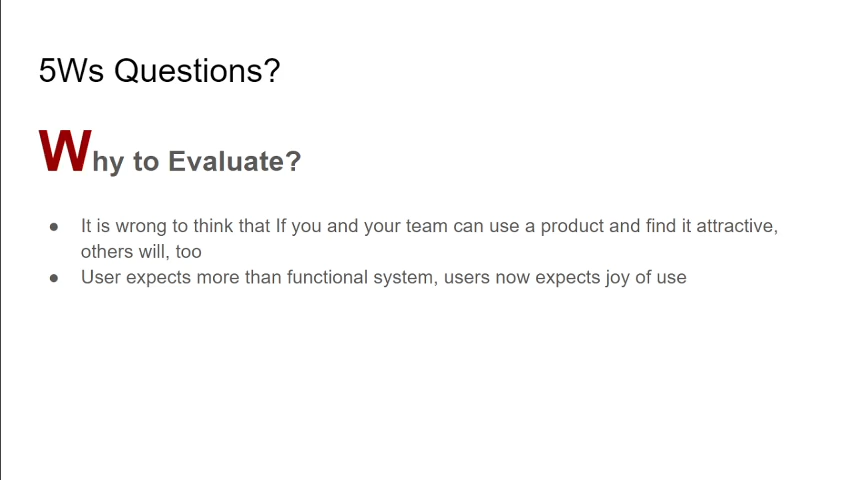 5Ws Questions?
Why to Evaluate?
● It is wrong to think that If you and your team can use a product and find it attractive,
others will, too
● User expects more than functional system, users now expects joy of use